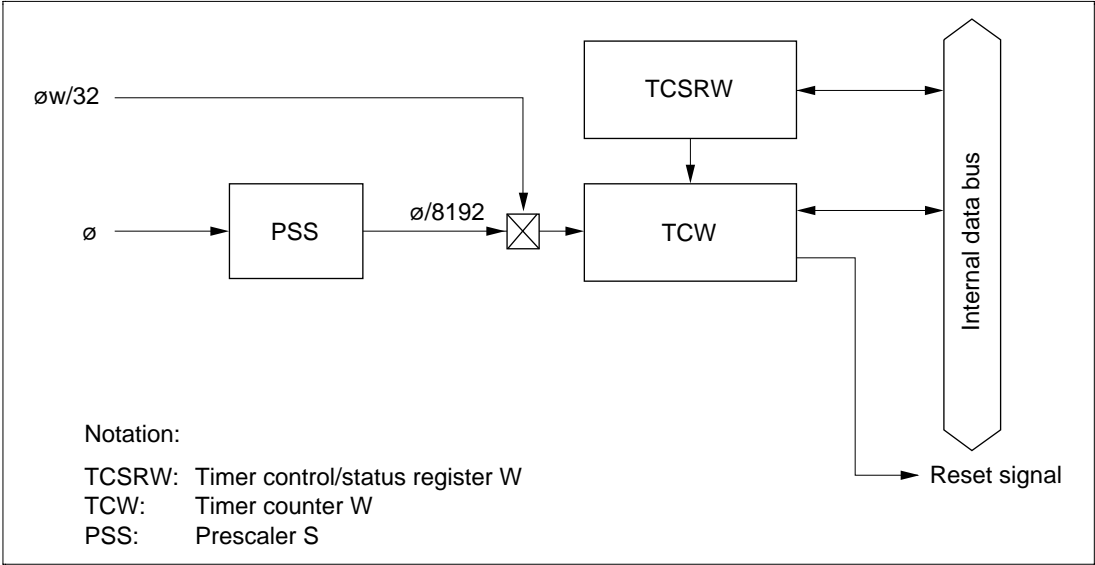 øw/32
TCSRW
ø
PSS
ø/8192
TCW
Internal data bus
Reset signal
Notation:
TCSRW: Timer control/status register W
TCW: Timer counter W
PSS: Prescaler S